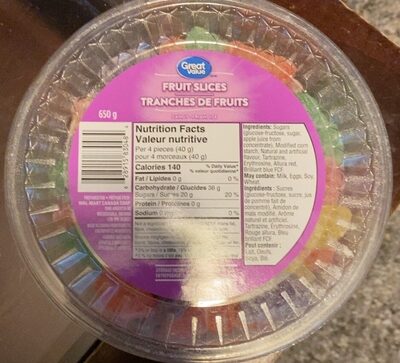 Great
Value
FRUIT SLICES
TRANCHES DE FRUITS
650 g
Nutrition Facts
Valeur nutritive
Per 4 pieces (40 g)
pour 4 morceaux (40 g)
Calories 140
% Daily Value*
% valeur quotidienne*
Fat / Lipides 0 g 0 %
Carbohydrate / Glucides 36 g
Sugars / Sucres 20 g 20 %
Protein / Protéines 0 g
Sodium 0 mg 0 %
Ingredients: Sugars
(glucose-fructose, sugar,
apple juice from
concentrate), Modified corn
starch, Natural and artificial
flavour, Tartrazine,
Erythrosine, Allura red,
Brilliant blue FCF
May contain: Milk, Eggs, Soy,
Wheat.
Ingrédients : Sucres
(glucose-fructose, sucre, jus
de pomme fait de
concentré), Amidon de
maïs modifié, Arôme
naturel et artificiel,
Tartrazine, Érythrosine,
Rouge allura, Bleu
brillant FCF
Peut contenir :
Lait, Oeufs,
Soya, Blé.